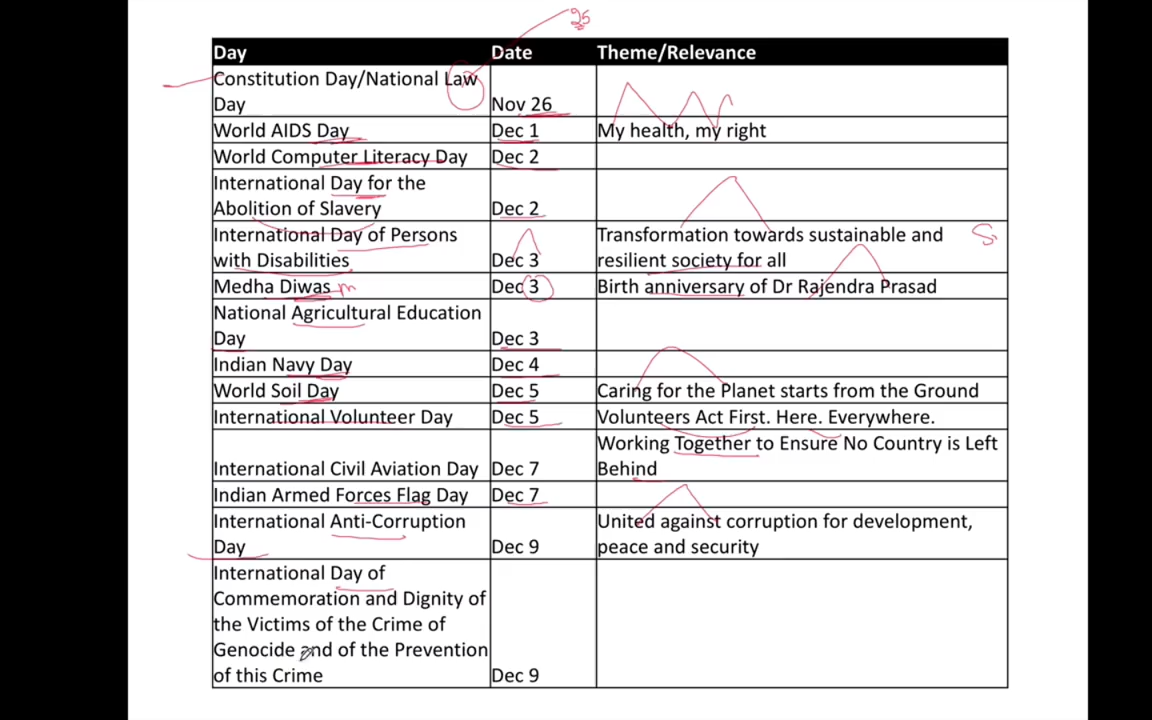 25
Day Date Theme/Relevance
Constitution Day/National Law
Day Nov 26
World AIDS Day Dec 1 My health, my right
World Computer Literacy Day Dec 2
International Day for the
Abolition of Slavery Dec 2
International Day of Persons Transformation towards sustainable and
with Disabilities Dec 3 resilient society for all
Medha Diwas Dec 3 Birth anniversary of Dr Rajendra Prasad
National Agricultural Education
Day Dec 3
Indian Navy Day Dec 4
World Soil Day Dec 5 Caring for the Planet starts from the Ground
International Volunteer Day Dec 5 Volunteers Act First. Here. Everywhere.
Working Together to Ensure No Country is Left
International Civil Aviation Day Dec 7 Behind
Indian Armed Forces Flag Day Dec 7
International Anti-Corruption United against corruption for development,
Day Dec 9 peace and security
International Day of
Commemoration and Dignity of
the Victims of the Crime of
Genocide and of the Prevention
of this Crime Dec 9